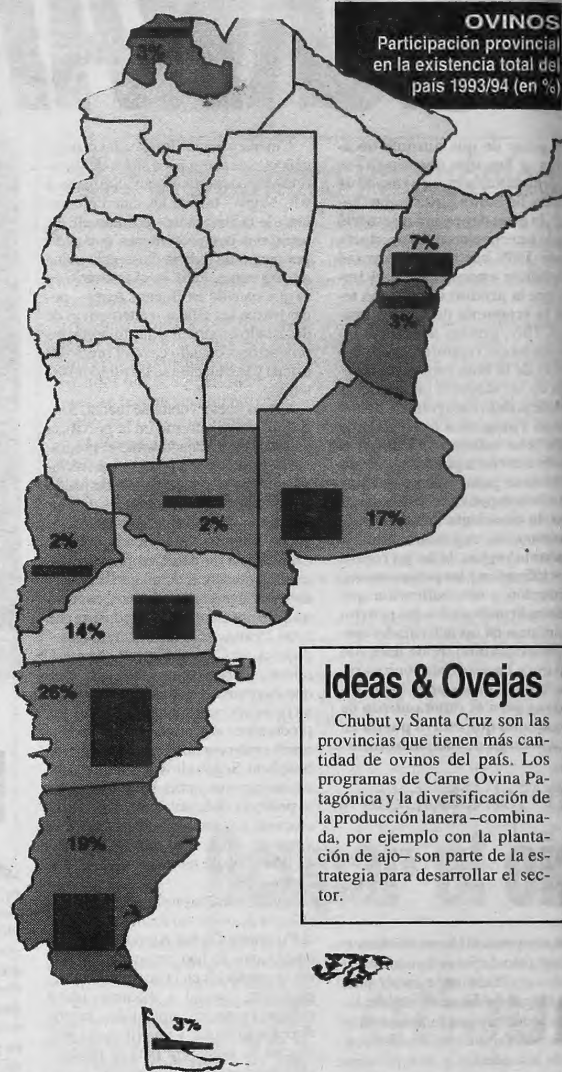 OVINOS
Participación provincial
en la existencia total del
país 1993/94 (en %)
3%
7%
3%
17%
2%
2%
14%
26%
19%
3%
Ideas & Ovejas
Chubut y Santa Cruz son las
provincias que tienen más can-
tidad de ovinos del país. Los
programas de Carne Ovina Pa-
tagónica y la diversificación de
la producción lanera –combina-
da, por ejemplo con la planta-
ción de ajo– son parte de la es-
trategia para desarrollar el sec-
tor.